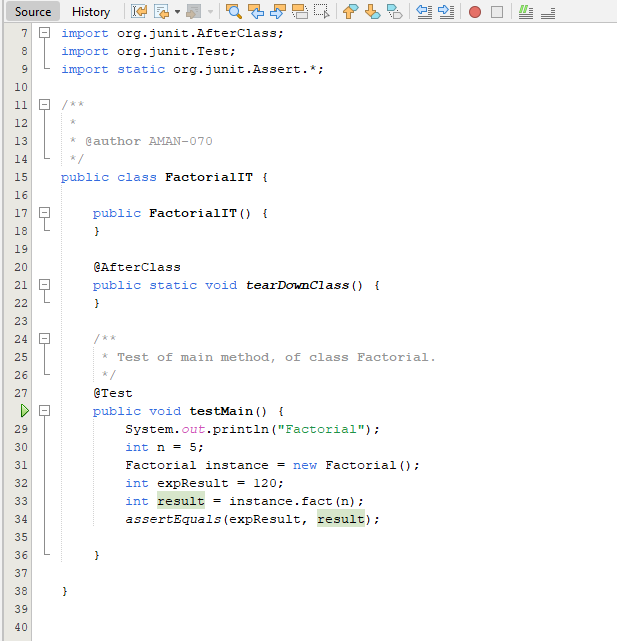 Source History
7 import org.junit.AfterClass;
8 import org.junit.Test;
9 import static org.junit.Assert.*;
10
11 /**
12 *
13 * @author AMAN-070
14 */
15 public class FactorialIT {
16
17 public FactorialIT() {
18 }
19
20 @AfterClass
21 public static void tearDownClass() {
22 }
23
24 /**
25 * Test of main method, of class Factorial.
26 */
27 @Test
public void testMain() {
29 System.out.println("Factorial");
30 int n = 5;
31 Factorial instance = new Factorial();
32 int expResult = 120;
33 int result = instance.fact(n);
34 assertEquals(expResult, result);
35
36 }
37
38 }
39
40